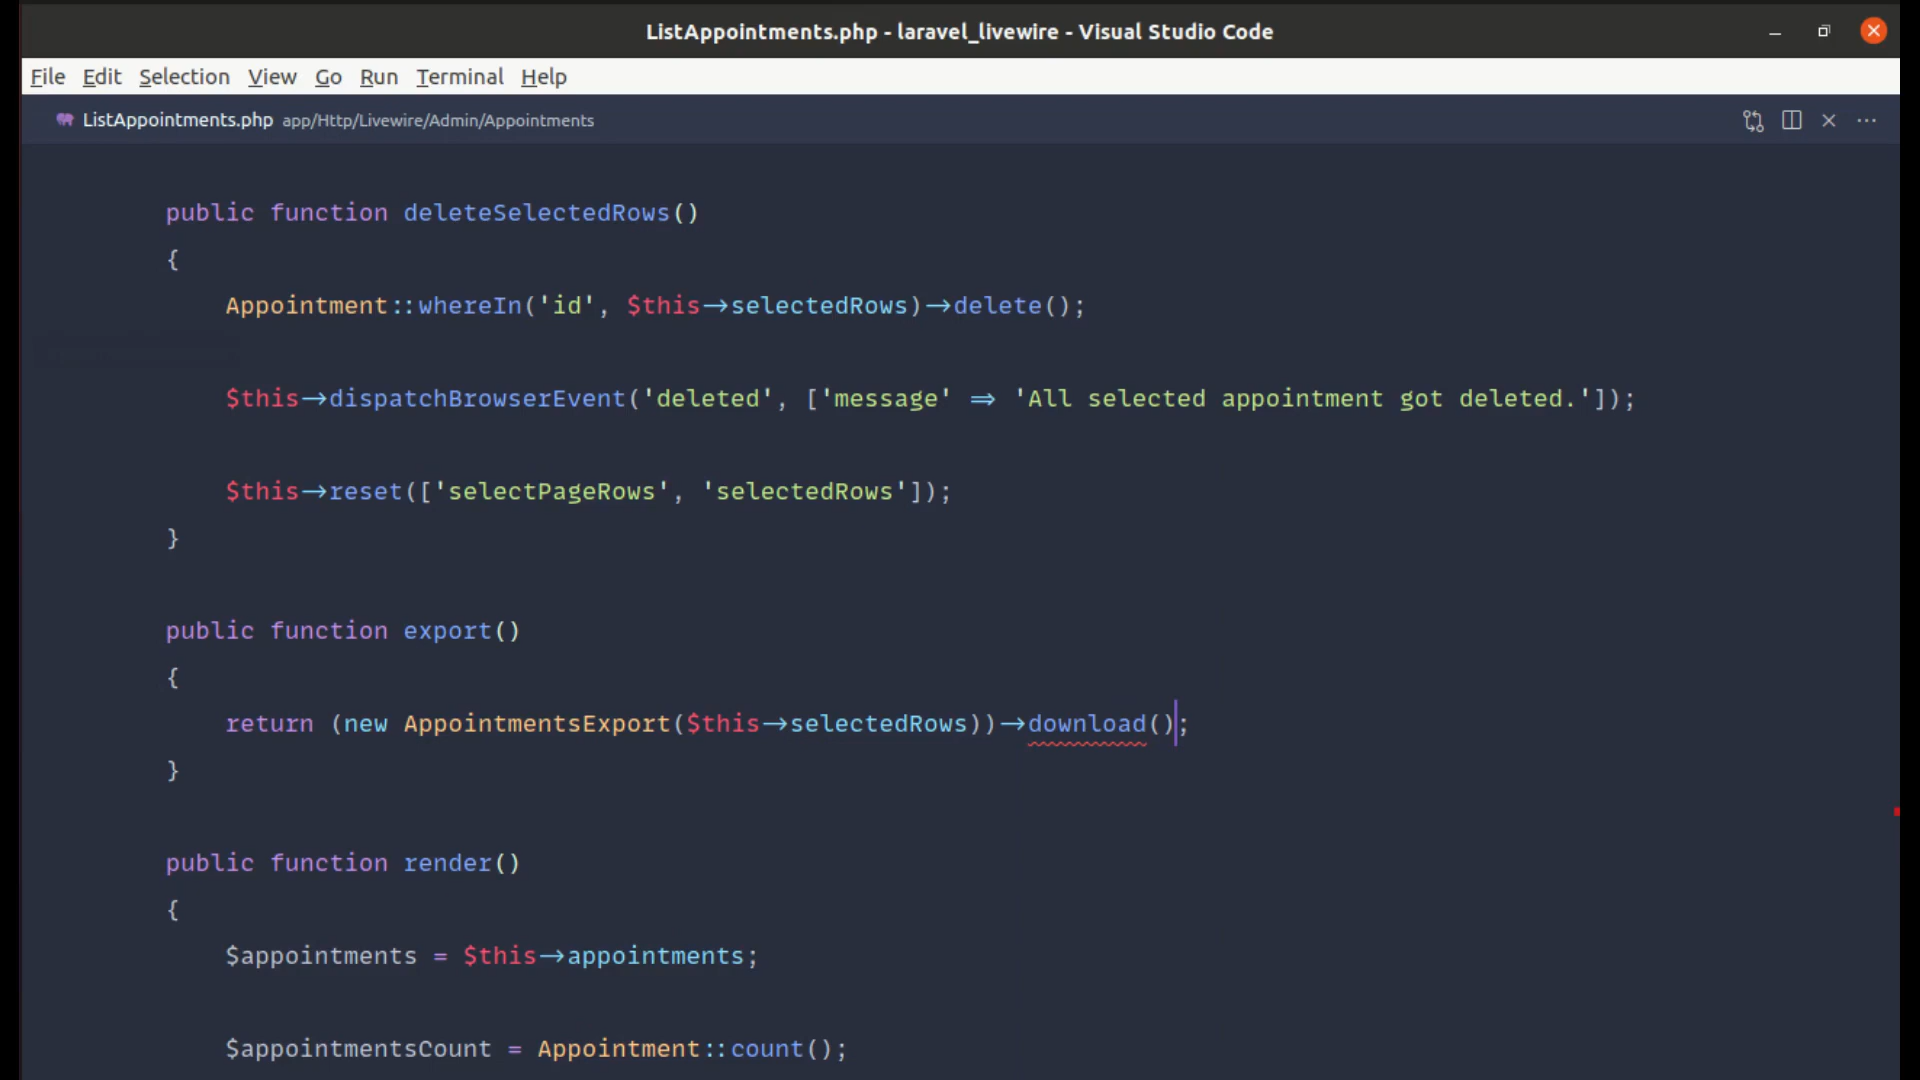 ListAppointments.php - laravel_livewire - Visual Studio Code
File Edit Selection View Go Run Terminal Help
ListAppointments.php app/Http/Livewire/Admin/Appointments
public function deleteSelectedRows()
{
Appointment::whereIn('id', $this->selectedRows)->delete();
$this->dispatchBrowserEvent('deleted', ['message' => 'All selected appointment got deleted.']);
$this->reset(['selectPageRows', 'selectedRows']);
}
public function export()
{
return (new AppointmentsExport($this->selectedRows))->download();
}
public function render()
{
$appointments = $this->appointments;
$appointmentsCount = Appointment::count();